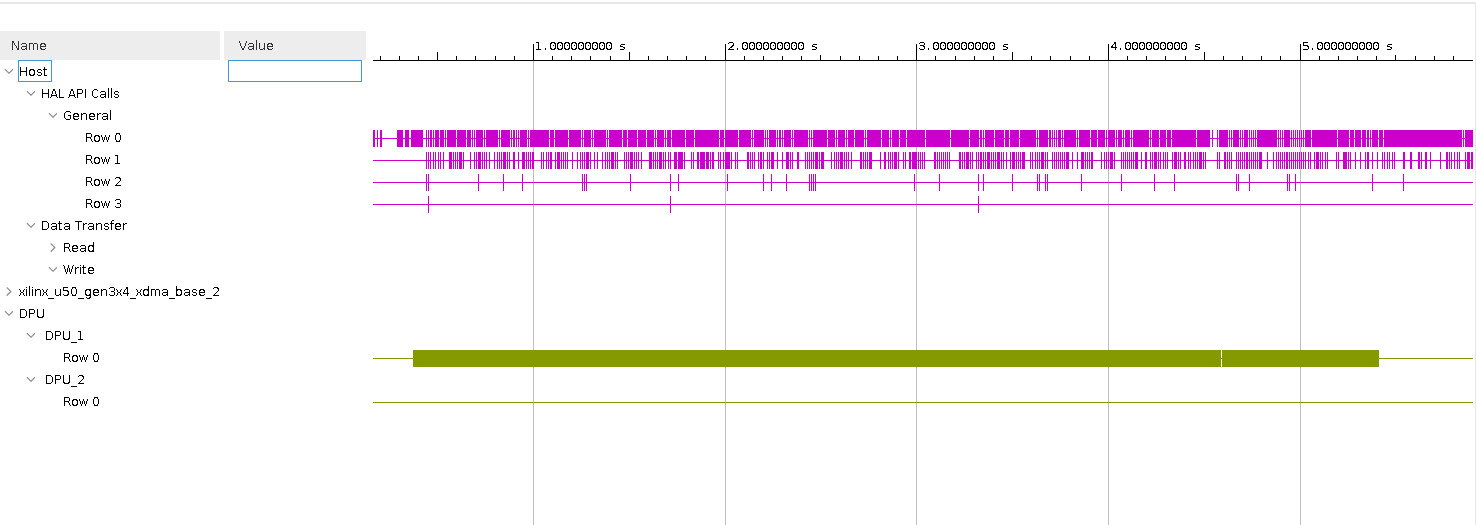 Name Value
1.000000000 s 2.000000000 s 3.000000000 s 4.000000000 s 5.000000000 s
Host
HAL API Calls
General
Row 0
Row 1
Row 2
Row 3
Data Transfer
Read
Write
xilinx_u50_gen3x4_xdma_base_2
DPU
DPU_1
Row 0
DPU_2
Row 0